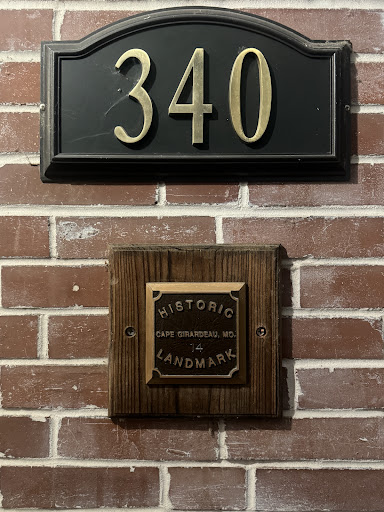 340
HISTORIC
CAPE GIRARDEAU, MO.
14
LANDMARK